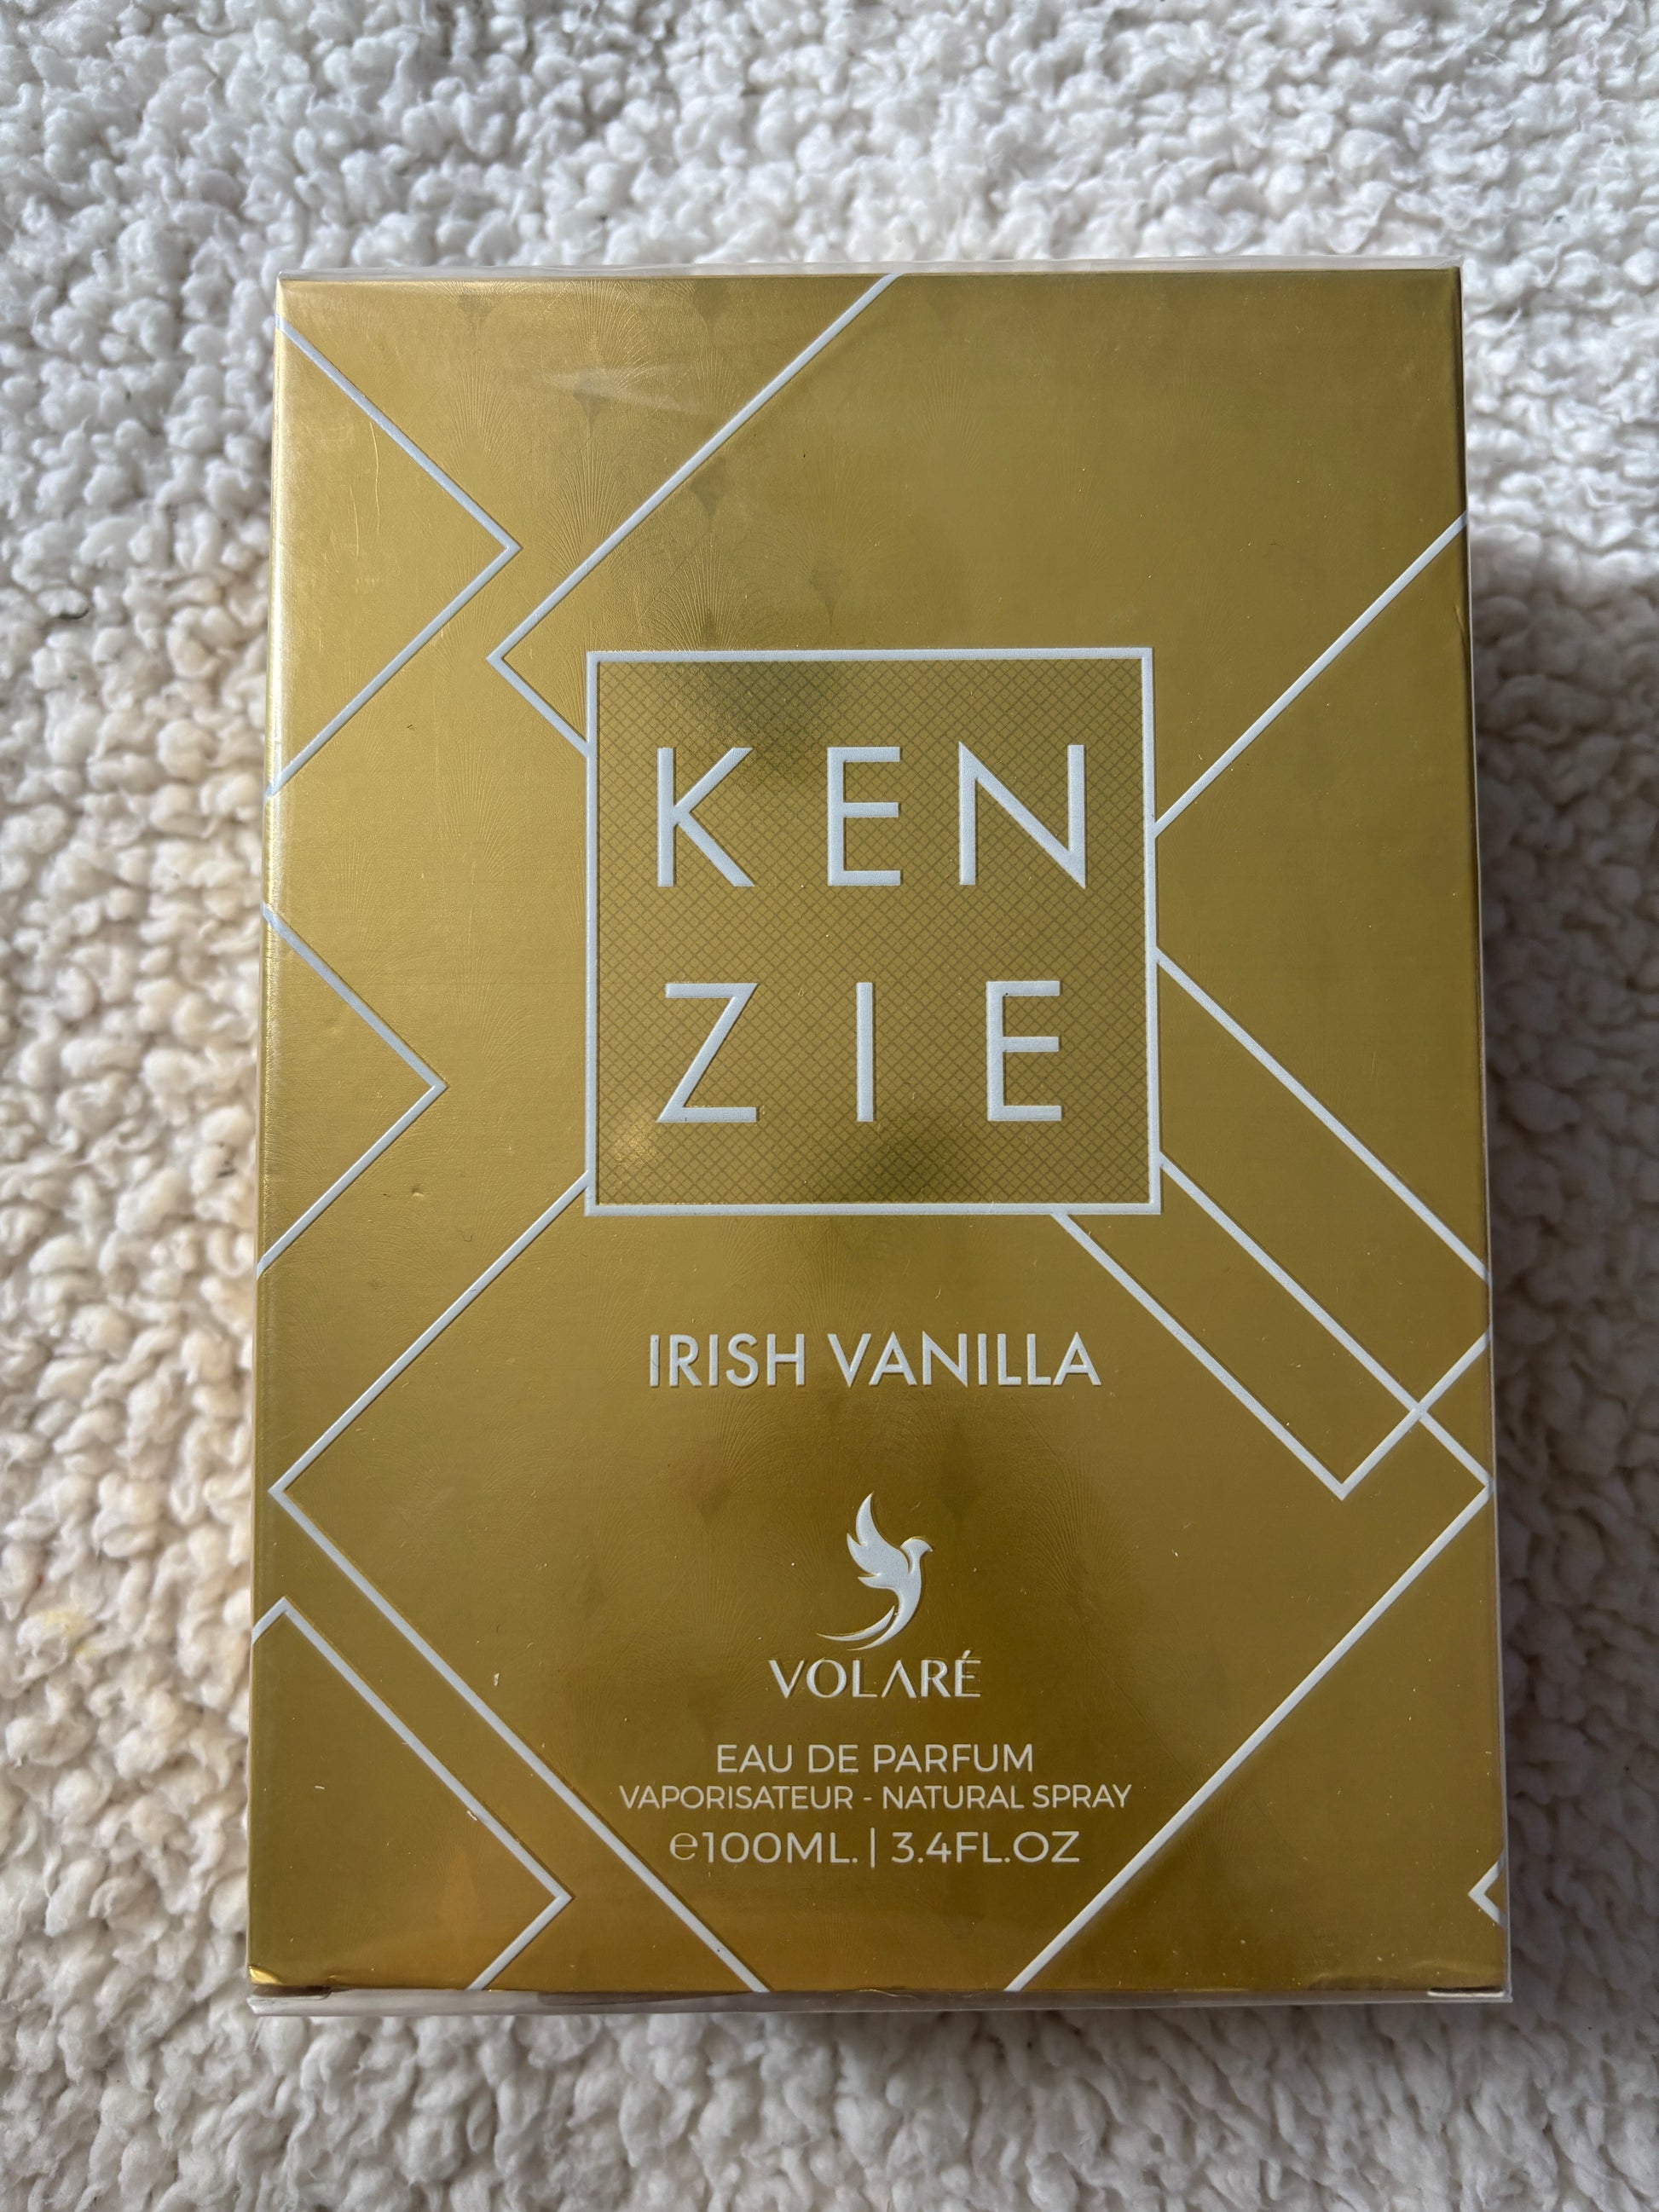 KEN
ZIE
IRISH VANILLA
VOLARÉ
EAU DE PARFUM
VAPORISATEUR - NATURAL SPRAY
℮100ML. | 3.4FL.OZ